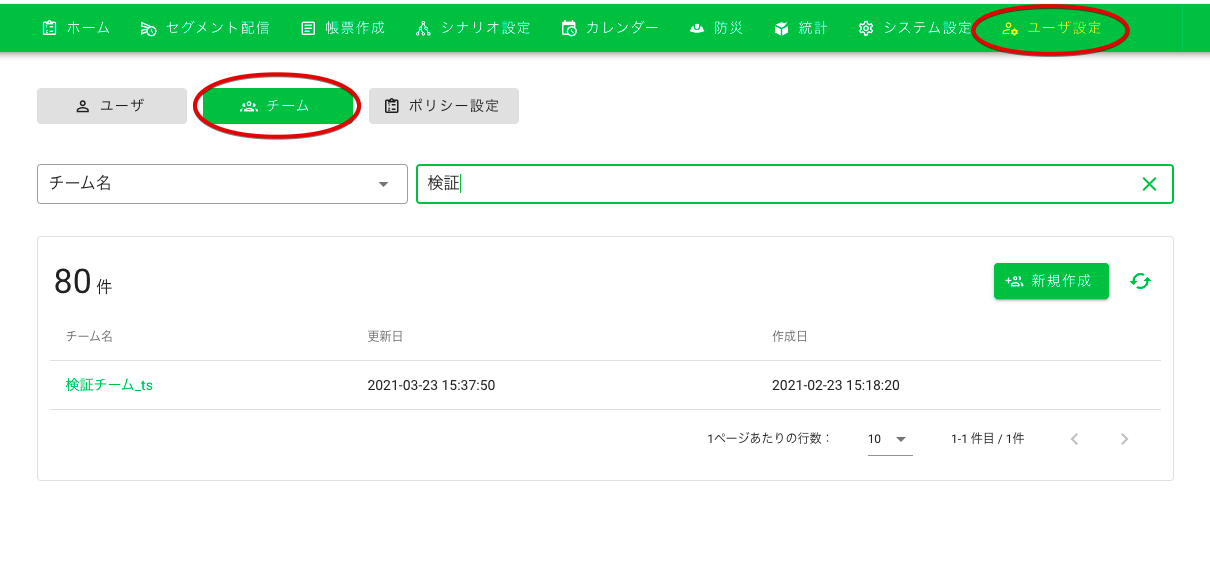 ホーム セグメント配信 帳票作成 シナリオ設定 カレンダー 防災 統計 システム設定 ユーザ設定
ユーザ チーム ポリシー設定
チーム名 検証
80 件 新規作成
チーム名 更新日 作成日
検証チーム_ts 2021-03-23 15:37:50 2021-02-23 15:18:20
1ページあたりの行数： 10 1-1 件目 / 1件